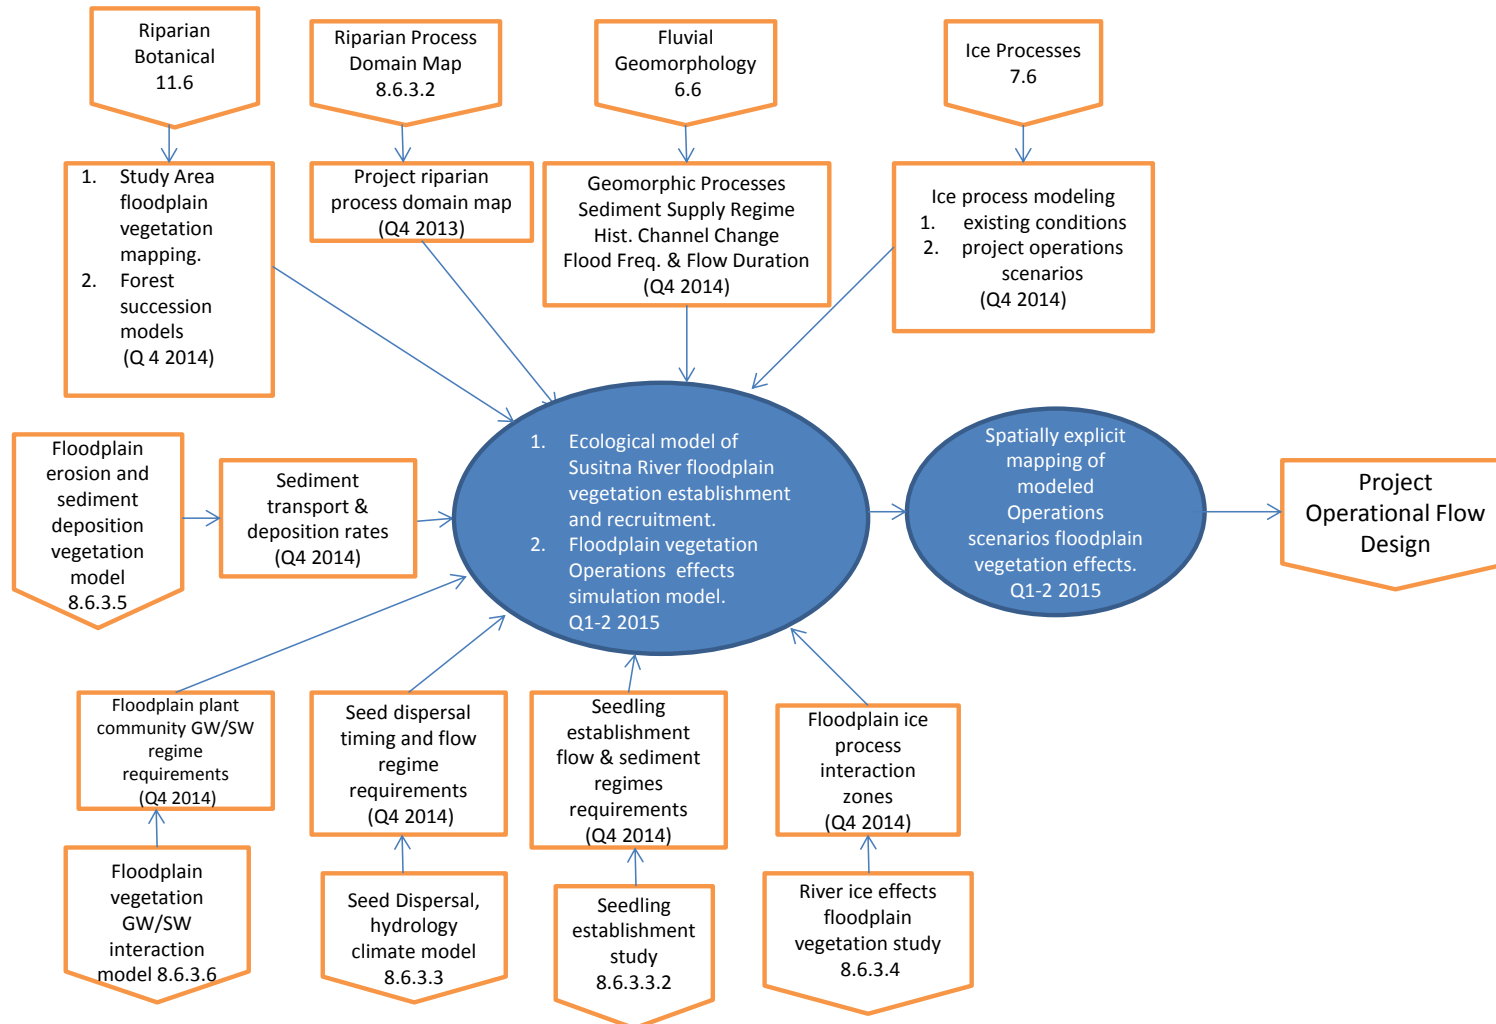 Riparian
Botanical
11.6
Riparian Process
Domain Map
8.6.3.2
Fluvial
Geomorphology
6.6
Ice Processes
7.6
1. Study Area
floodplain
vegetation
mapping.
2. Forest
succession
models
(Q 4 2014)
Project riparian
process domain map
(Q4 2013)
Geomorphic Processes
Sediment Supply Regime
Hist. Channel Change
Flood Freq. & Flow Duration
(Q4 2014)
Ice process modeling
1. existing conditions
2. project operations
scenarios
(Q4 2014)
Floodplain
erosion and
sediment
deposition
vegetation
model
8.6.3.5
Sediment
transport &
deposition rates
(Q4 2014)
1. Ecological model of
Susitna River floodplain
vegetation establishment
and recruitment.
2. Floodplain vegetation
Operations effects
simulation model.
Q1-2 2015
Spatially explicit
mapping of
modeled
Operations
scenarios floodplain
vegetation effects.
Q1-2 2015
Project
Operational Flow
Design
Floodplain plant
community GW/SW
regime
requirements
(Q4 2014)
Seed dispersal
timing and flow
regime
requirements
(Q4 2014)
Seedling
establishment
flow & sediment
regimes
requirements
(Q4 2014)
Floodplain ice
process
interaction
zones
(Q4 2014)
Floodplain
vegetation
GW/SW
interaction
model 8.6.3.6
Seed Dispersal,
hydrology
climate model
8.6.3.3
Seedling
establishment
study
8.6.3.3.2
River ice effects
floodplain
vegetation study
8.6.3.4